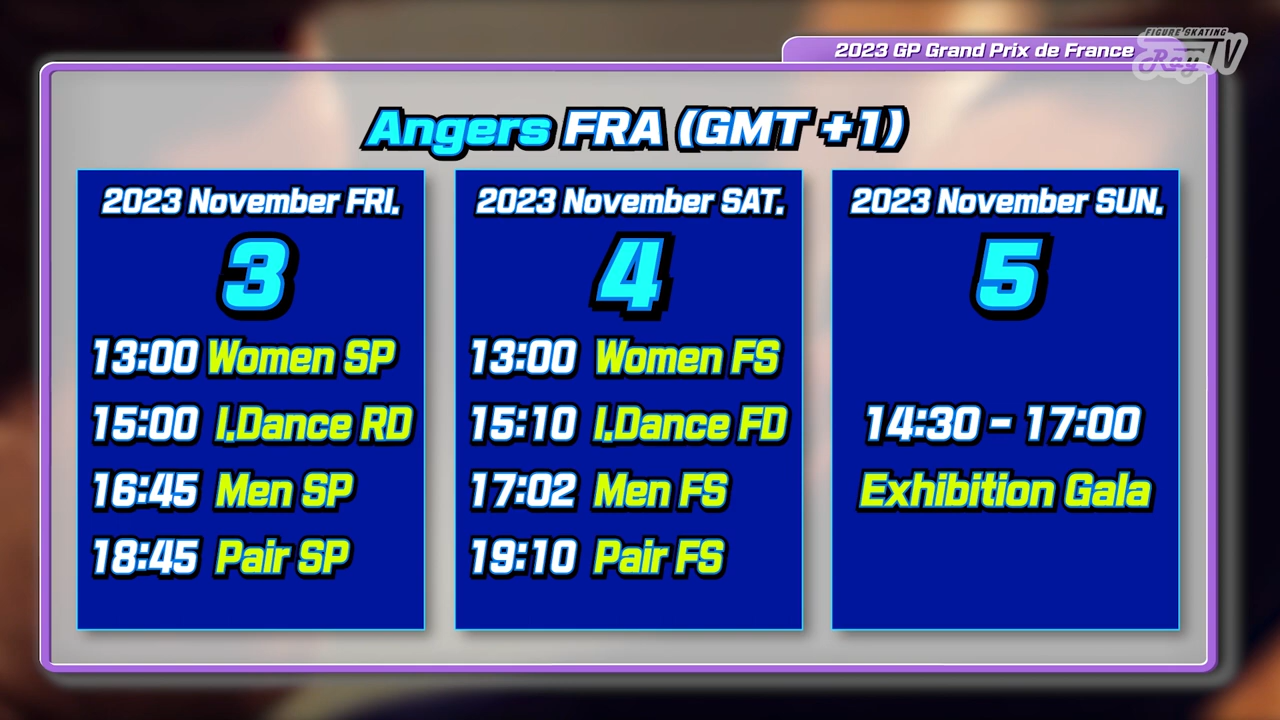 FIGURE SKATING
Ray TV
2023 GP Grand Prix de France
Angers FRA (GMT +1)
2023 November FRI.
3
13:00 Women SP
15:00 I.Dance RD
16:45 Men SP
18:45 Pair SP
2023 November SAT.
4
13:00 Women FS
15:10 I.Dance FD
17:02 Men FS
19:10 Pair FS
2023 November SUN.
5
14:30 - 17:00
Exhibition Gala